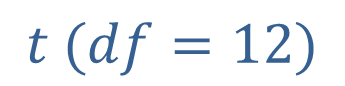 t (df = 12)